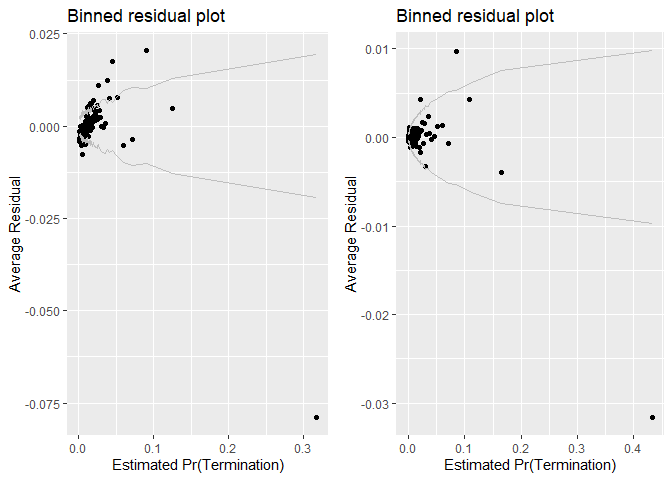 Binned residual plot
0.025
0.000
-0.025
-0.050
-0.075
Average Residual
0.0 0.1 0.2 0.3
Estimated Pr(Termination)
Binned residual plot
0.01
0.00
-0.01
-0.02
-0.03
Average Residual
0.0 0.1 0.2 0.3 0.4
Estimated Pr(Termination)